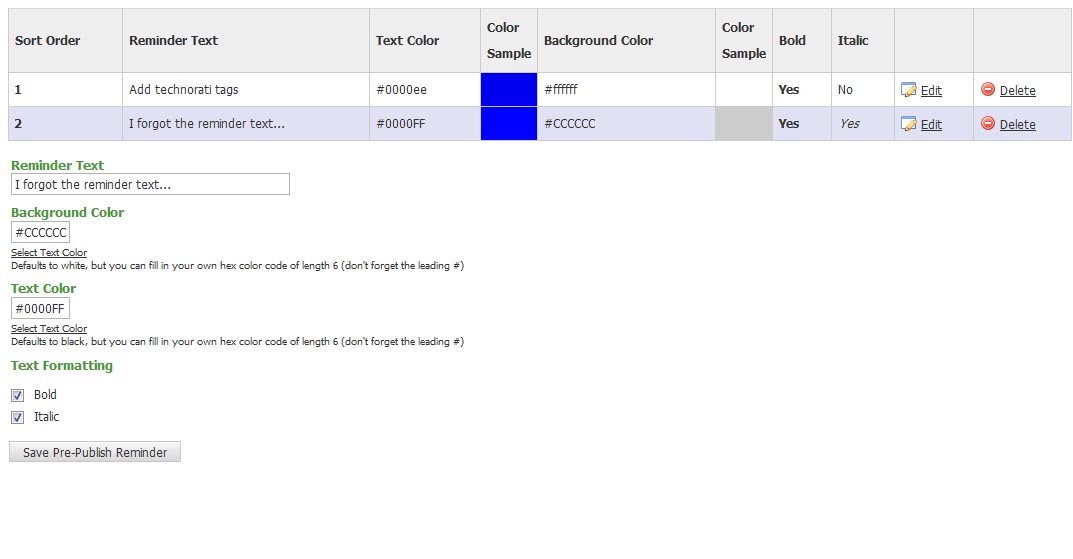 Sort Order Reminder Text Text Color Color Sample Background Color Color Sample Bold Italic
1 Add technorati tags #0000ee #ffffff Yes No Edit Delete
2 I forgot the reminder text... #0000FF #CCCCCC Yes Yes Edit Delete
Reminder Text
I forgot the reminder text...
Background Color
#CCCCCC
Select Text Color
Defaults to white, but you can fill in your own hex color code of length 6 (don't forget the leading #)
Text Color
#0000FF
Select Text Color
Defaults to black, but you can fill in your own hex color code of length 6 (don't forget the leading #)
Text Formatting
Bold
Italic
Save Pre-Publish Reminder